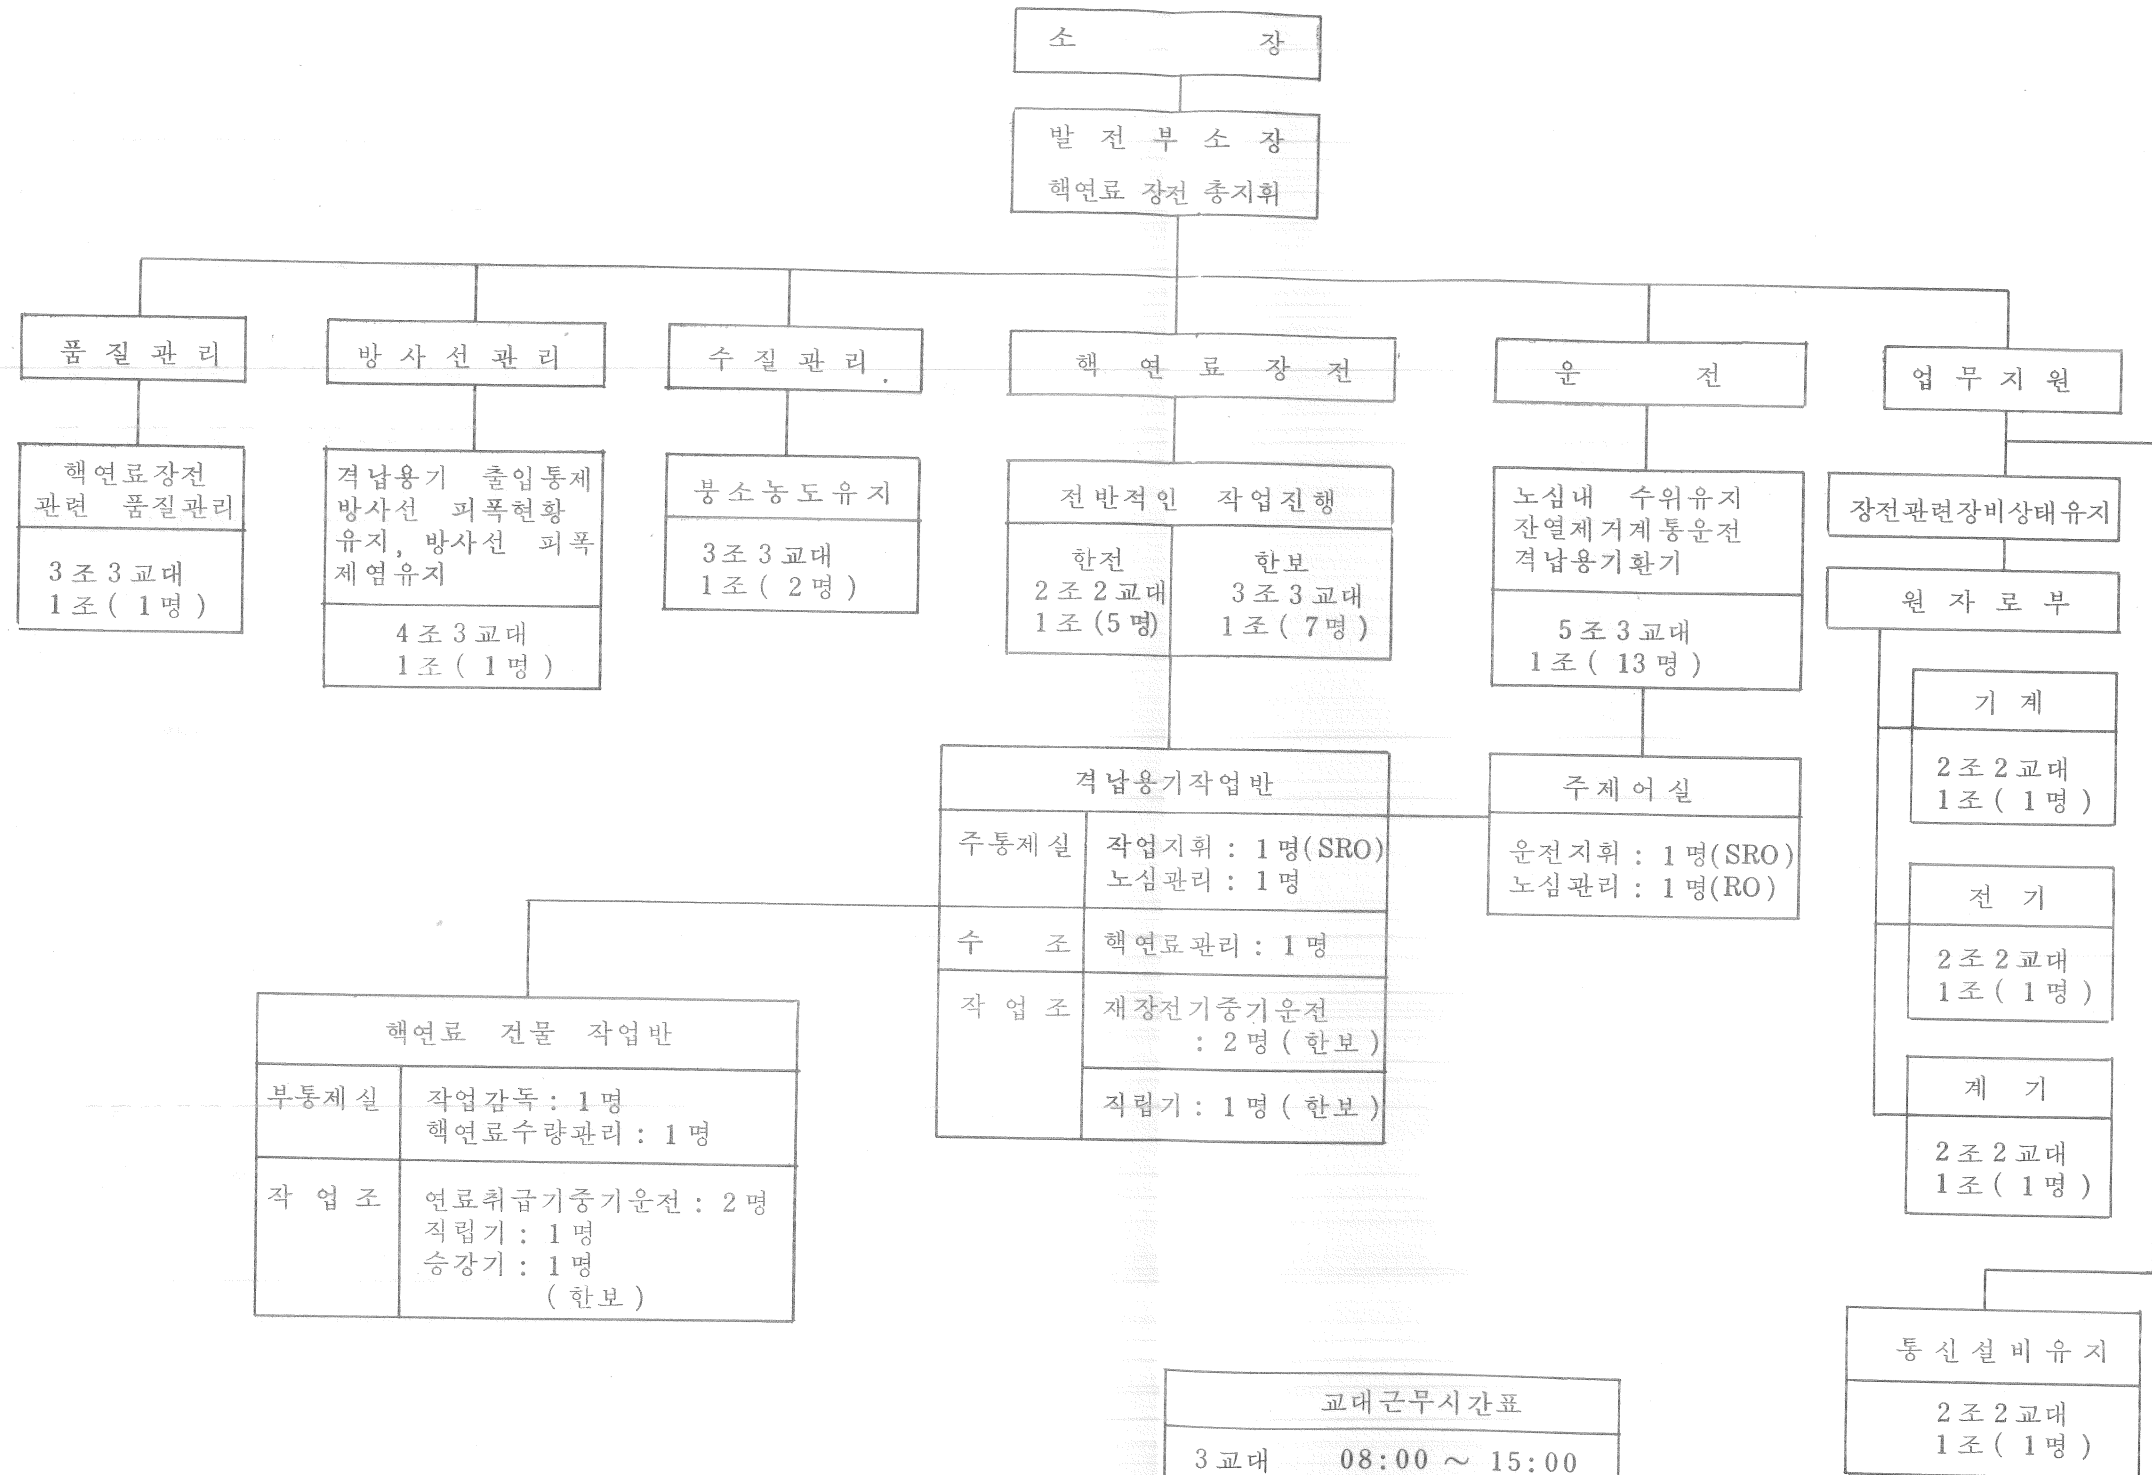 소 장
발 전 부 소 장
핵연료 장전 총지휘
품 질 관 리
방 사 선 관 리
수 질 관 리
핵 연 료 장 전
운 전
업 무 지 원
핵연료장전
관련 품질관리
3조 3교대
1조 ( 1명 )
격납용기 출입통제
방사선 피폭현황
유지, 방사선 피폭
제염유지
4조 3교대
1조 ( 1명 )
붕소농도유지
3조 3교대
1조 ( 2명 )
전반적인 작업진행
한전
2조 2교대
1조 (5명)
한보
3조 3교대
1조 ( 7명 )
노심내 수위유지
잔열제거계통운전
격납용기환기
5조 3교대
1조 ( 13명 )
장전관련장비상태유지
원 자 로 부
기 계
2조 2교대
1조 ( 1명 )
전 기
2조 2교대
1조 ( 1명 )
계 기
2조 2교대
1조 ( 1명 )
격납용기작업반
주통제실
작업지휘 : 1명(SRO)
노심관리 : 1명
수 조
핵연료관리 : 1명
작 업 조
재장전기중기운전
: 2명 ( 한보 )
직립기 : 1명 ( 한보 )
주 제 어 실
운전지휘 : 1명(SRO)
노심관리 : 1명(RO)
핵연료 건물 작업반
부통제실
작업감독 : 1명
핵연료수량관리 : 1명
작 업 조
연료취급기중기운전 : 2명
직립기 : 1명
승강기 : 1명
( 한보 )
통 신 설 비 유 지
2조 2교대
1조 ( 1명 )
교대근무시간표
3교대 08:00 ~ 15:00